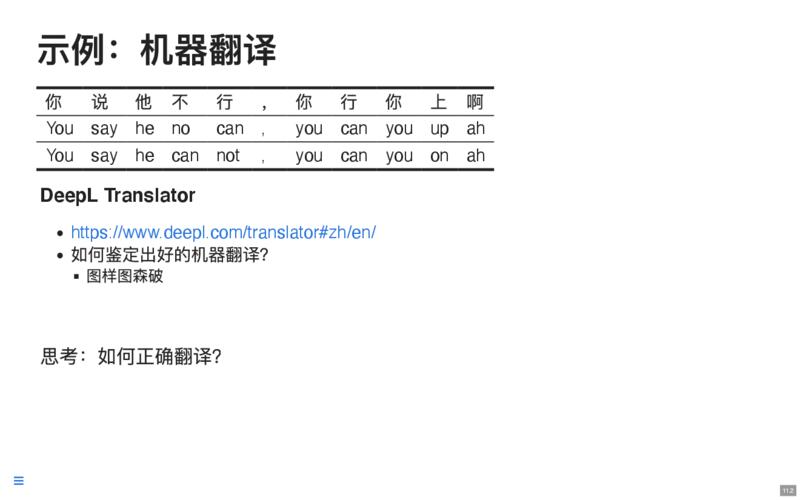 示例：机器翻译
你 说 他 不 行 ， 你 行 你 上 啊
You say he no can , you can you up ah
You say he can not , you can you on ah
DeepL Translator
https://www.deepl.com/translator#zh/en/
如何鉴定出好的机器翻译?
图样图森破
思考：如何正确翻译?
11.2